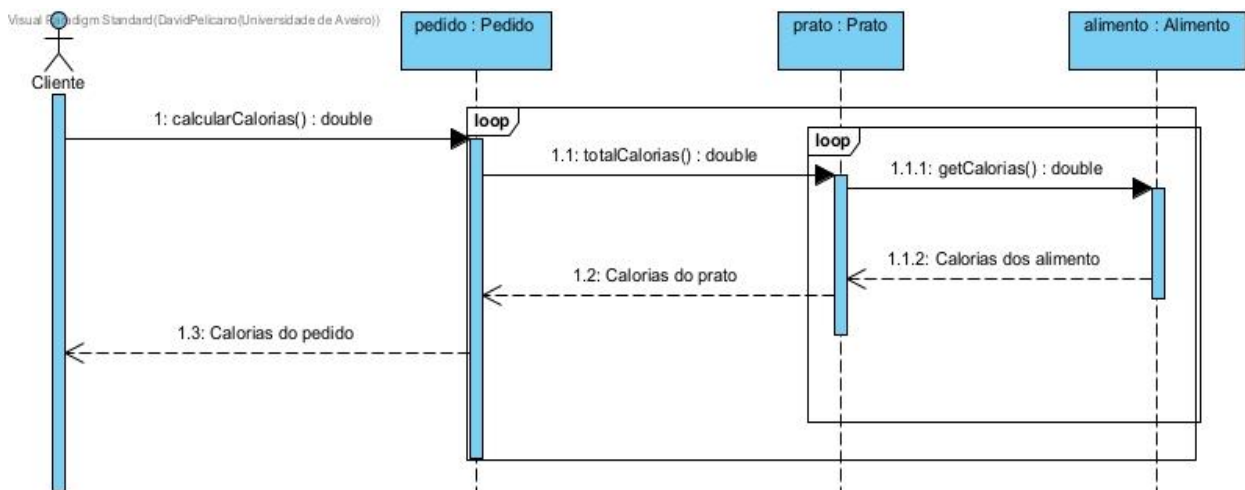 Visual Paradigm Standard(DavidPelicano(Universidade de Aveiro))
pedido : Pedido
prato : Prato
alimento : Alimento
Cliente
1: calcularCalorias() : double
loop
loop
1.1: totalCalorias() : double
1.1.1: getCalorias() : double
1.1.2: Calorias dos alimento
1.2: Calorias do prato
1.3: Calorias do pedido